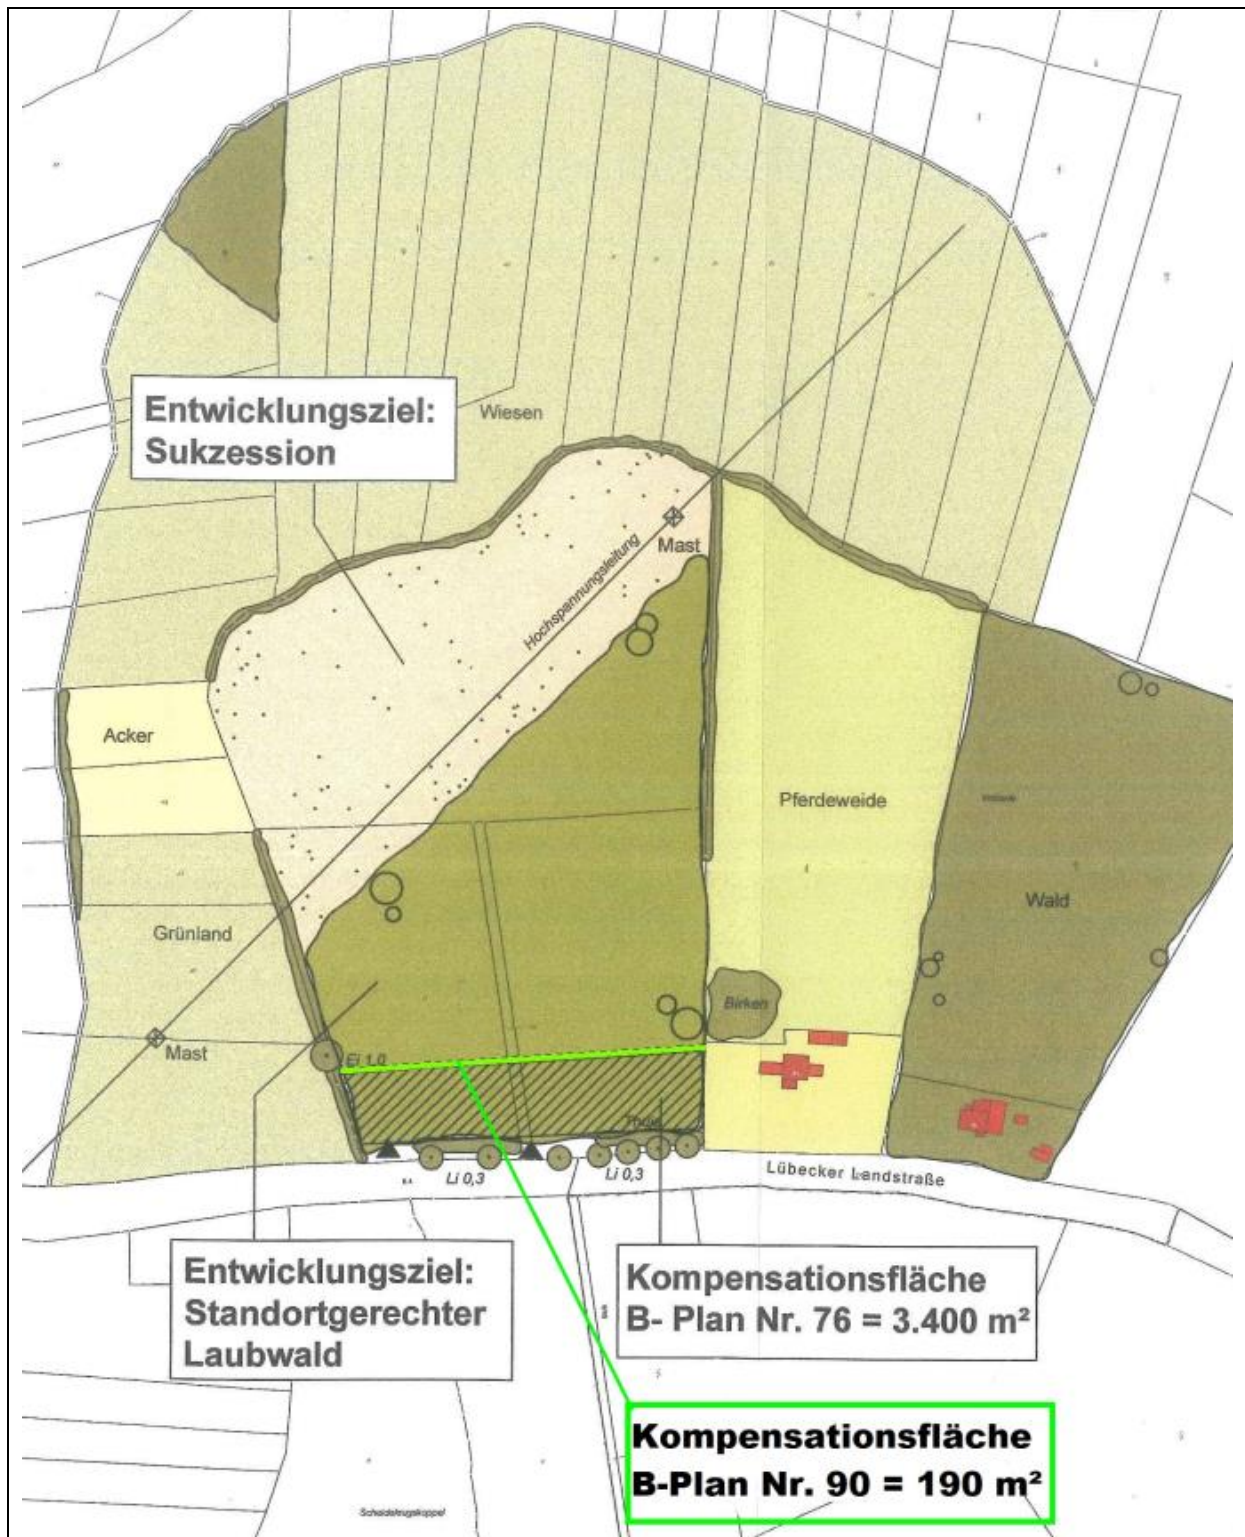 Entwicklungsziel:
Sukzession
Wiesen
Hochspannungsleitung
Mast
Acker
Pferdeweide
Wald
Grünland
Birken
Mast
Ei 1,0
Li 0,3
Li 0,3
Lübecker Landstraße
Entwicklungsziel:
Standortgerechter
Laubwald
Kompensationsfläche
B- Plan Nr. 76 = 3.400 m²
Kompensationsfläche
B-Plan Nr. 90 = 190 m²
Scheidekrugskoppel